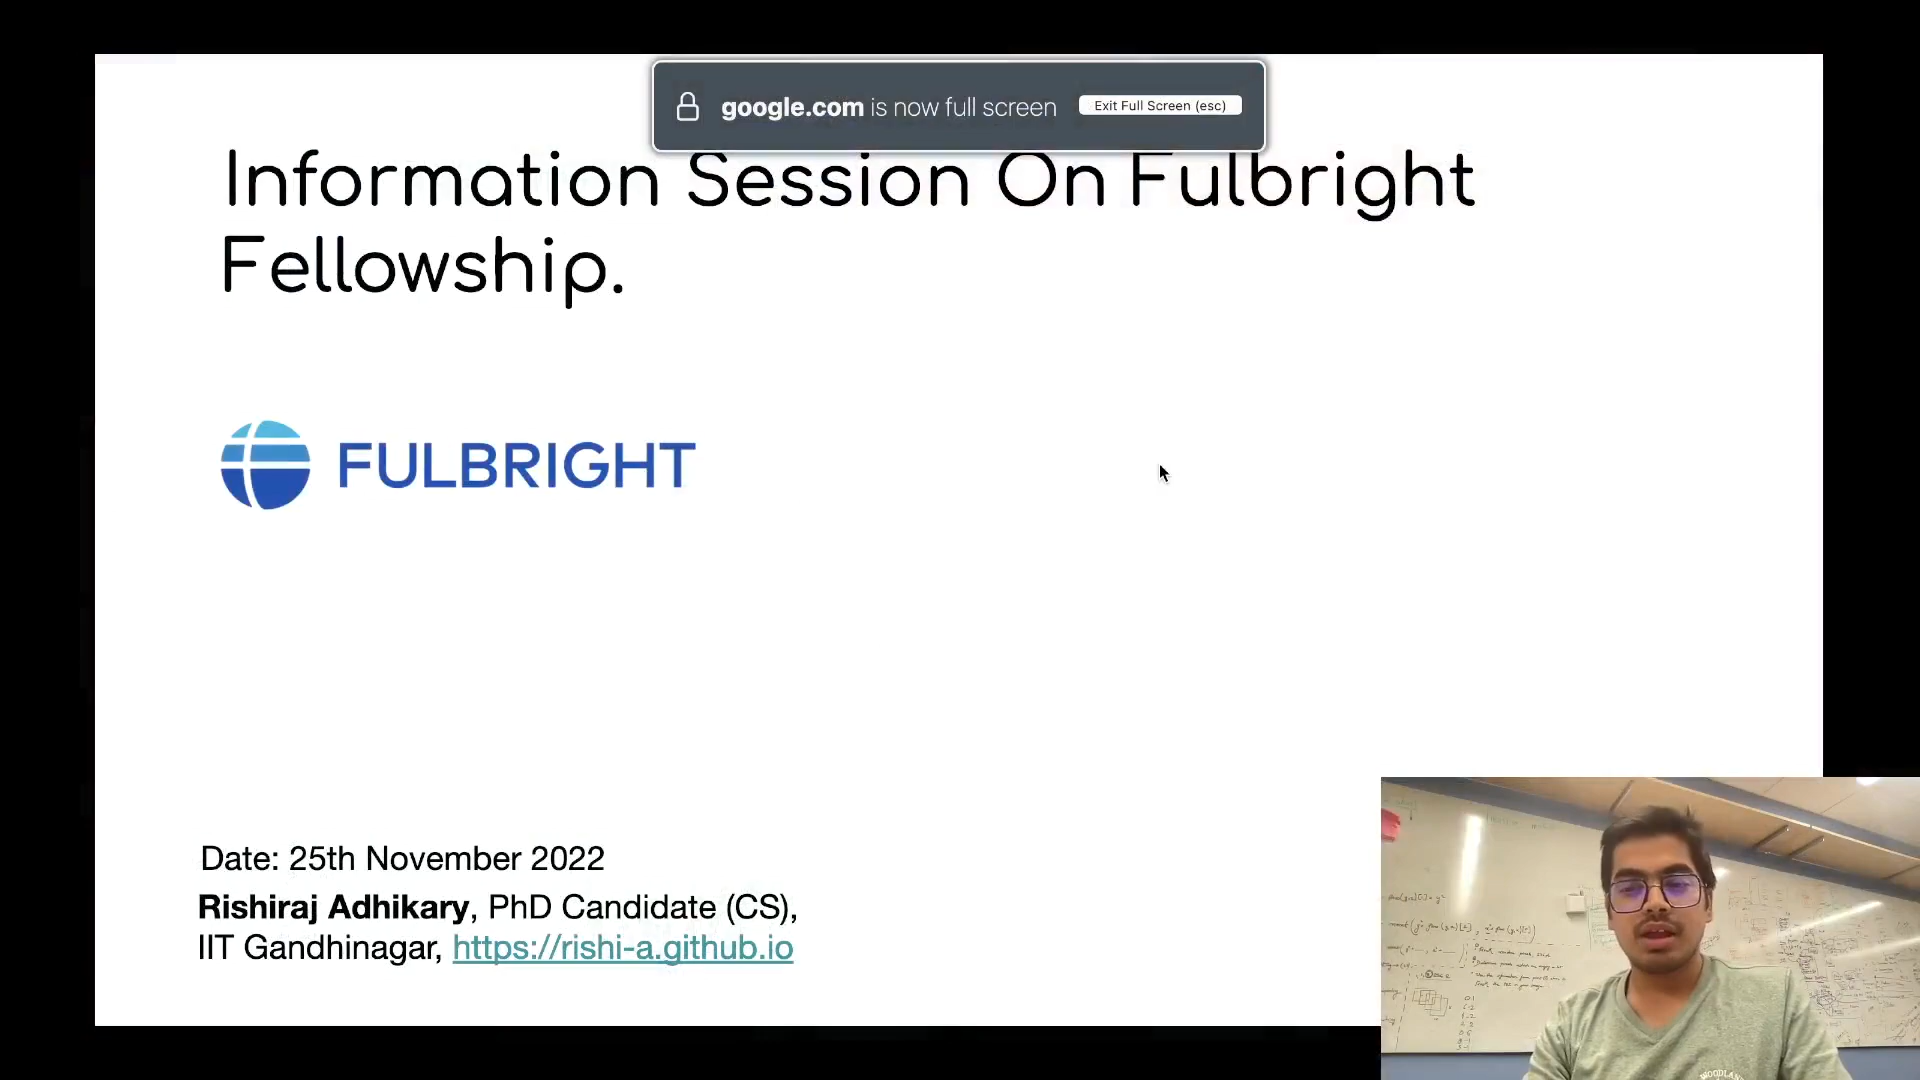 google.com is now full screen Exit Full Screen (esc)
Information Session On Fulbright
Fellowship.
FULBRIGHT
Date: 25th November 2022
Rishiraj Adhikary, PhD Candidate (CS),
IIT Gandhinagar, https://rishi-a.github.io